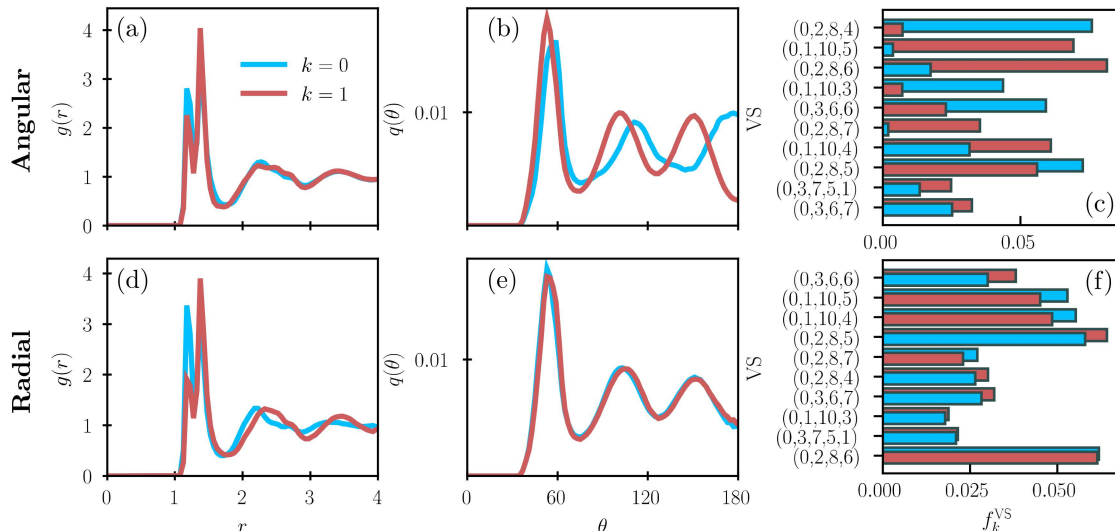 Angular
(a)
4
3
2
1
0
g(r)
k = 0
k = 1
(b)
0.01
q(θ)
VS
(0,2,8,4)
(0,1,10,5)
(0,2,8,6)
(0,1,10,3)
(0,3,6,6)
(0,2,8,7)
(0,1,10,4)
(0,2,8,5)
(0,3,7,5,1)
(0,3,6,7)
(c)
0.00 0.05
Radial
(d)
4
3
2
1
0
g(r)
0 1 2 3 4
r
(e)
0.01
q(θ)
0 60 120 180
θ
VS
(0,3,6,6)
(0,1,10,5)
(0,1,10,4)
(0,2,8,5)
(0,2,8,7)
(0,2,8,4)
(0,3,6,7)
(0,1,10,3)
(0,3,7,5,1)
(0,2,8,6)
(f)
0.000 0.025 0.050
f_k^VS